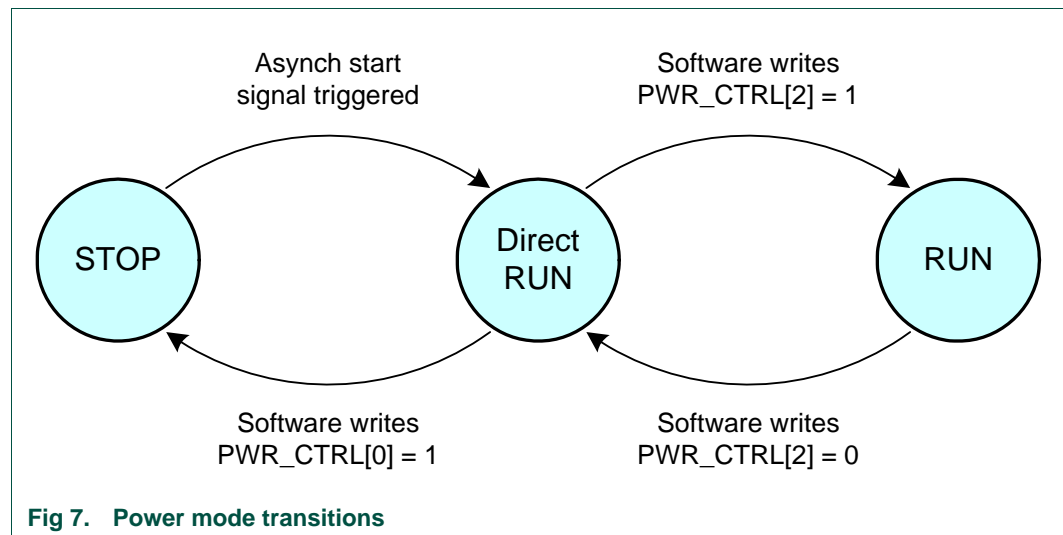 Asynch start
signal triggered
Software writes
PWR_CTRL[2] = 1
STOP
Direct
RUN
RUN
Software writes
PWR_CTRL[0] = 1
Software writes
PWR_CTRL[2] = 0
Fig 7. Power mode transitions